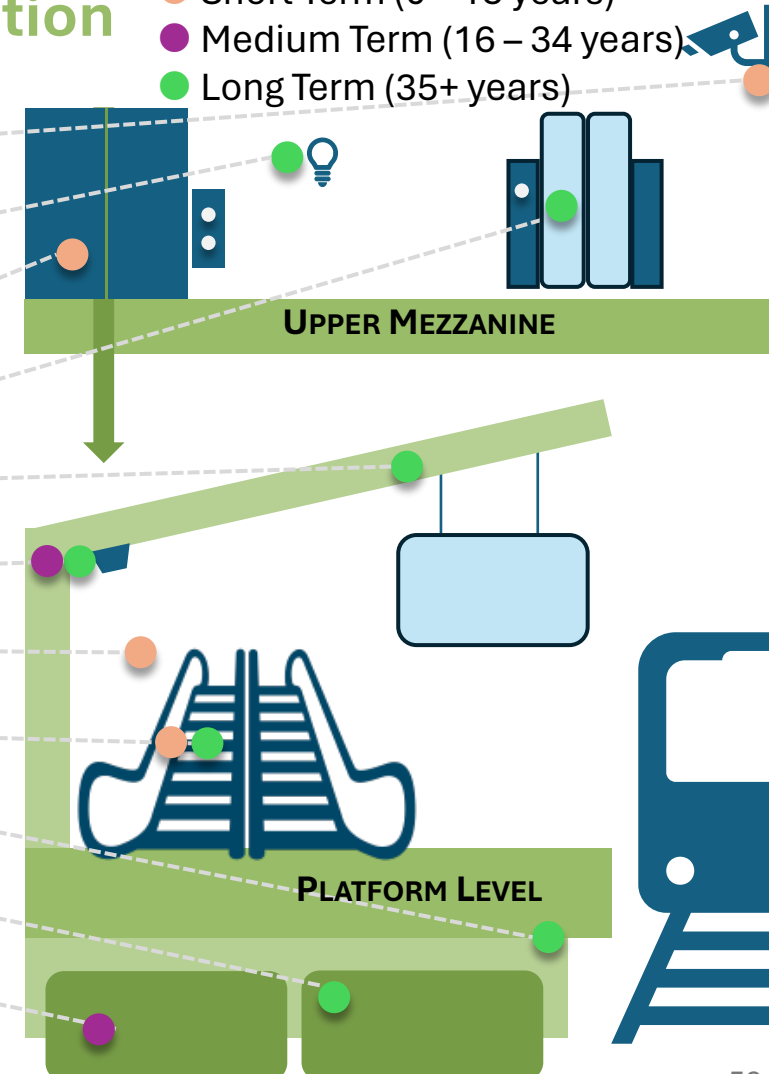 tion
Medium Term (16 – 34 years)
Long Term (35+ years)
UPPER MEZZANINE
PLATFORM LEVEL